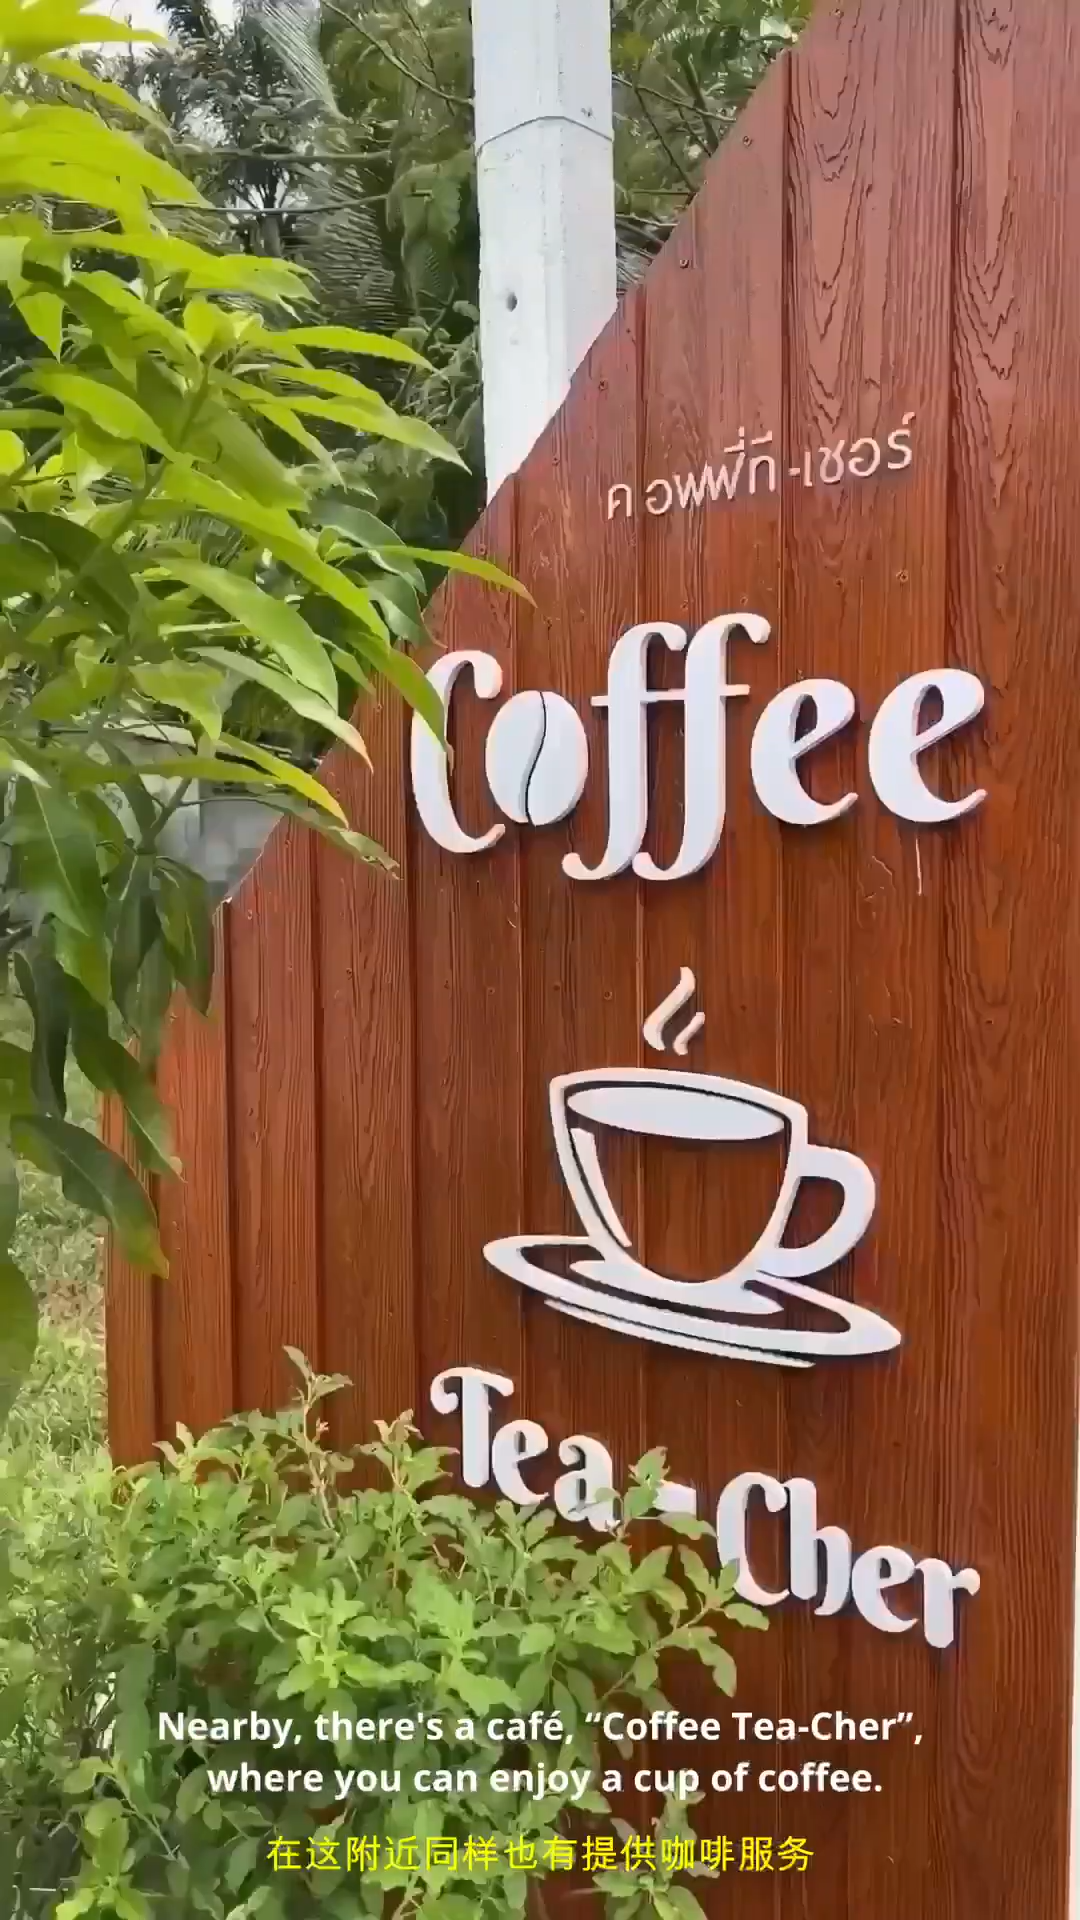 คอฟฟี่ที-เชอร์
Coffee
Tea-Cher
Nearby, there's a café, “Coffee Tea-Cher”,
where you can enjoy a cup of coffee.
在这附近同样也有提供咖啡服务